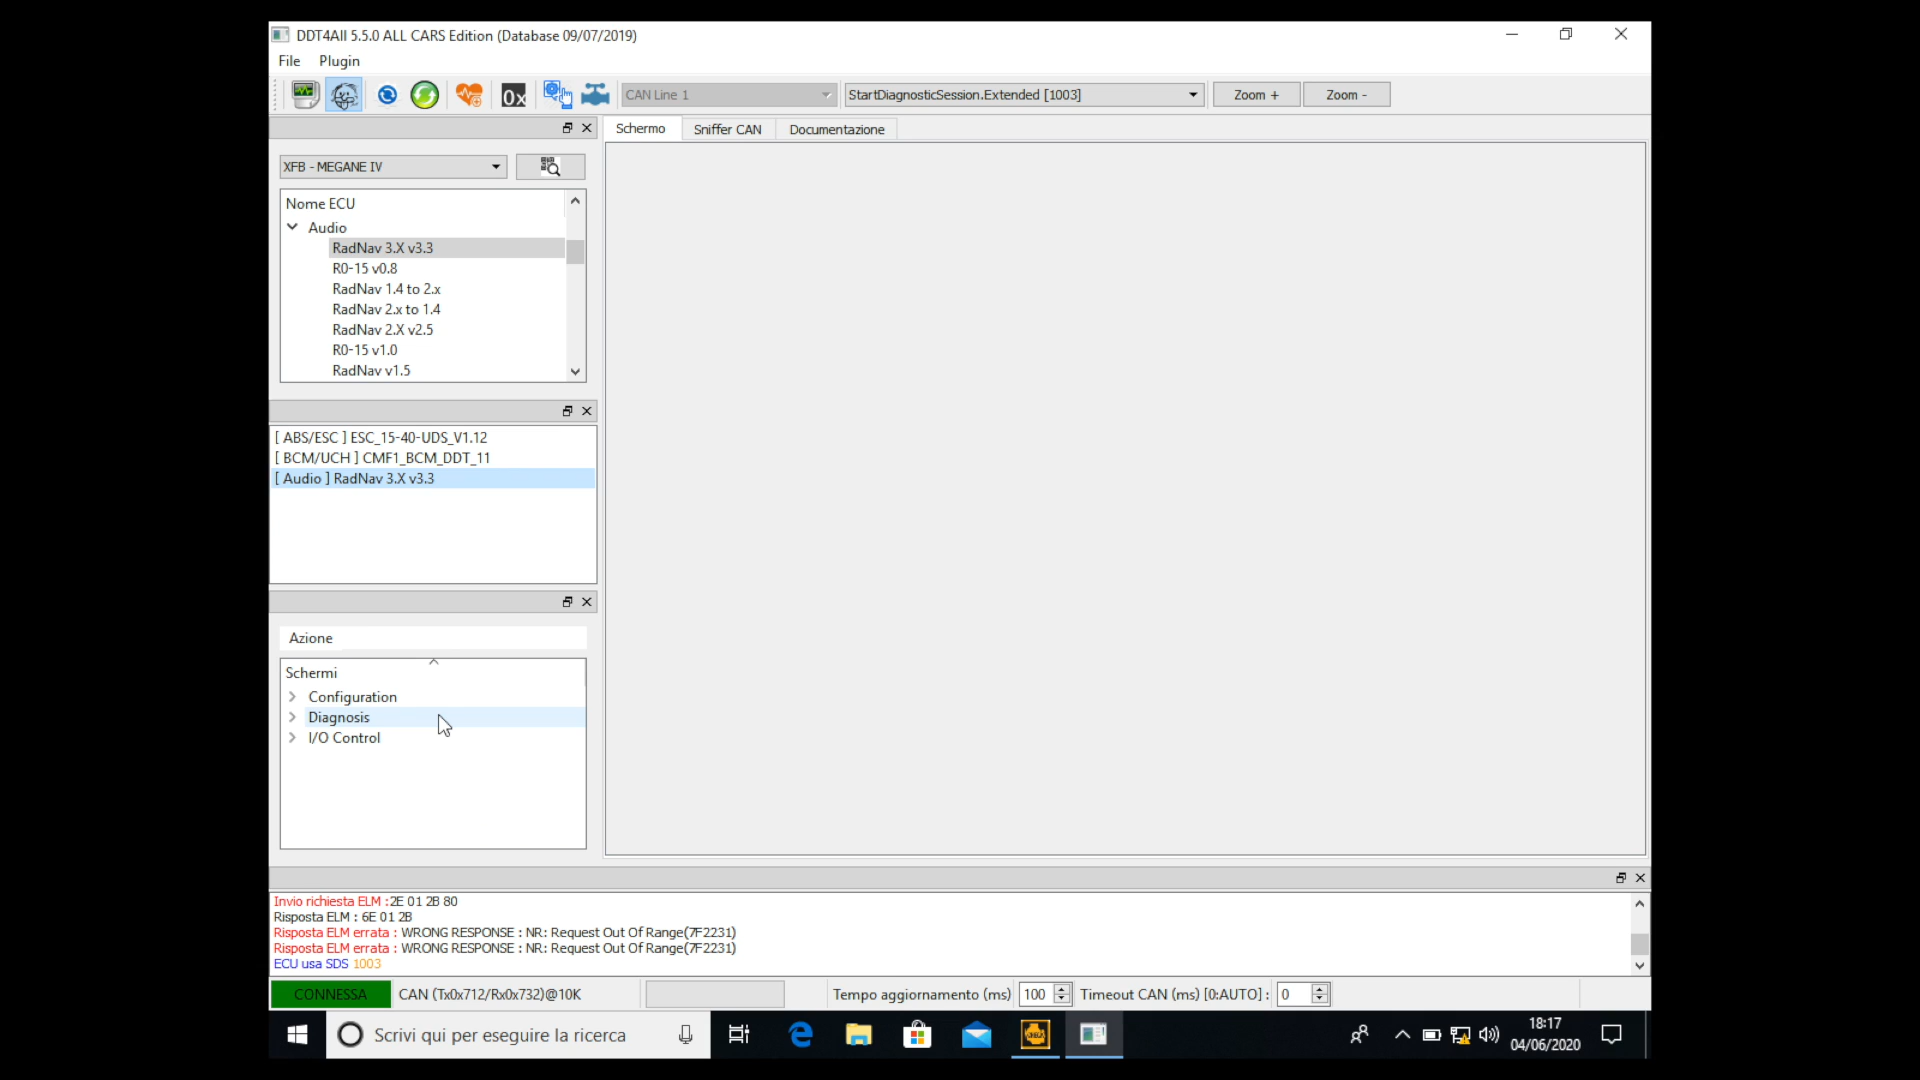 DDT4All 5.5.0 ALL CARS Edition (Database 09/07/2019)
File Plugin
0x CAN Line 1 StartDiagnosticSession.Extended [1003] Zoom + Zoom -
Schermo Sniffer CAN Documentazione
XFB - MEGANE IV
Nome ECU
Audio
RadNav 3.X v3.3
R0-15 v0.8
RadNav 1.4 to 2.x
RadNav 2.x to 1.4
RadNav 2.X v2.5
R0-15 v1.0
RadNav v1.5
[ ABS/ESC ] ESC_15-40-UDS_V1.12
[ BCM/UCH ] CMF1_BCM_DDT_11
[ Audio ] RadNav 3.X v3.3
Azione
Schermi
Configuration
Diagnosis
I/O Control
Invio richiesta ELM :2E 01 2B 80
Risposta ELM : 6E 01 2B
Risposta ELM errata : WRONG RESPONSE : NR: Request Out Of Range(7F2231)
Risposta ELM errata : WRONG RESPONSE : NR: Request Out Of Range(7F2231)
ECU usa SDS 1003
CONNESSA CAN (Tx0x712/Rx0x732)@10K Tempo aggiornamento (ms) 100 Timeout CAN (ms) [0:AUTO] : 0
Scrivi qui per eseguire la ricerca
18:17
04/06/2020